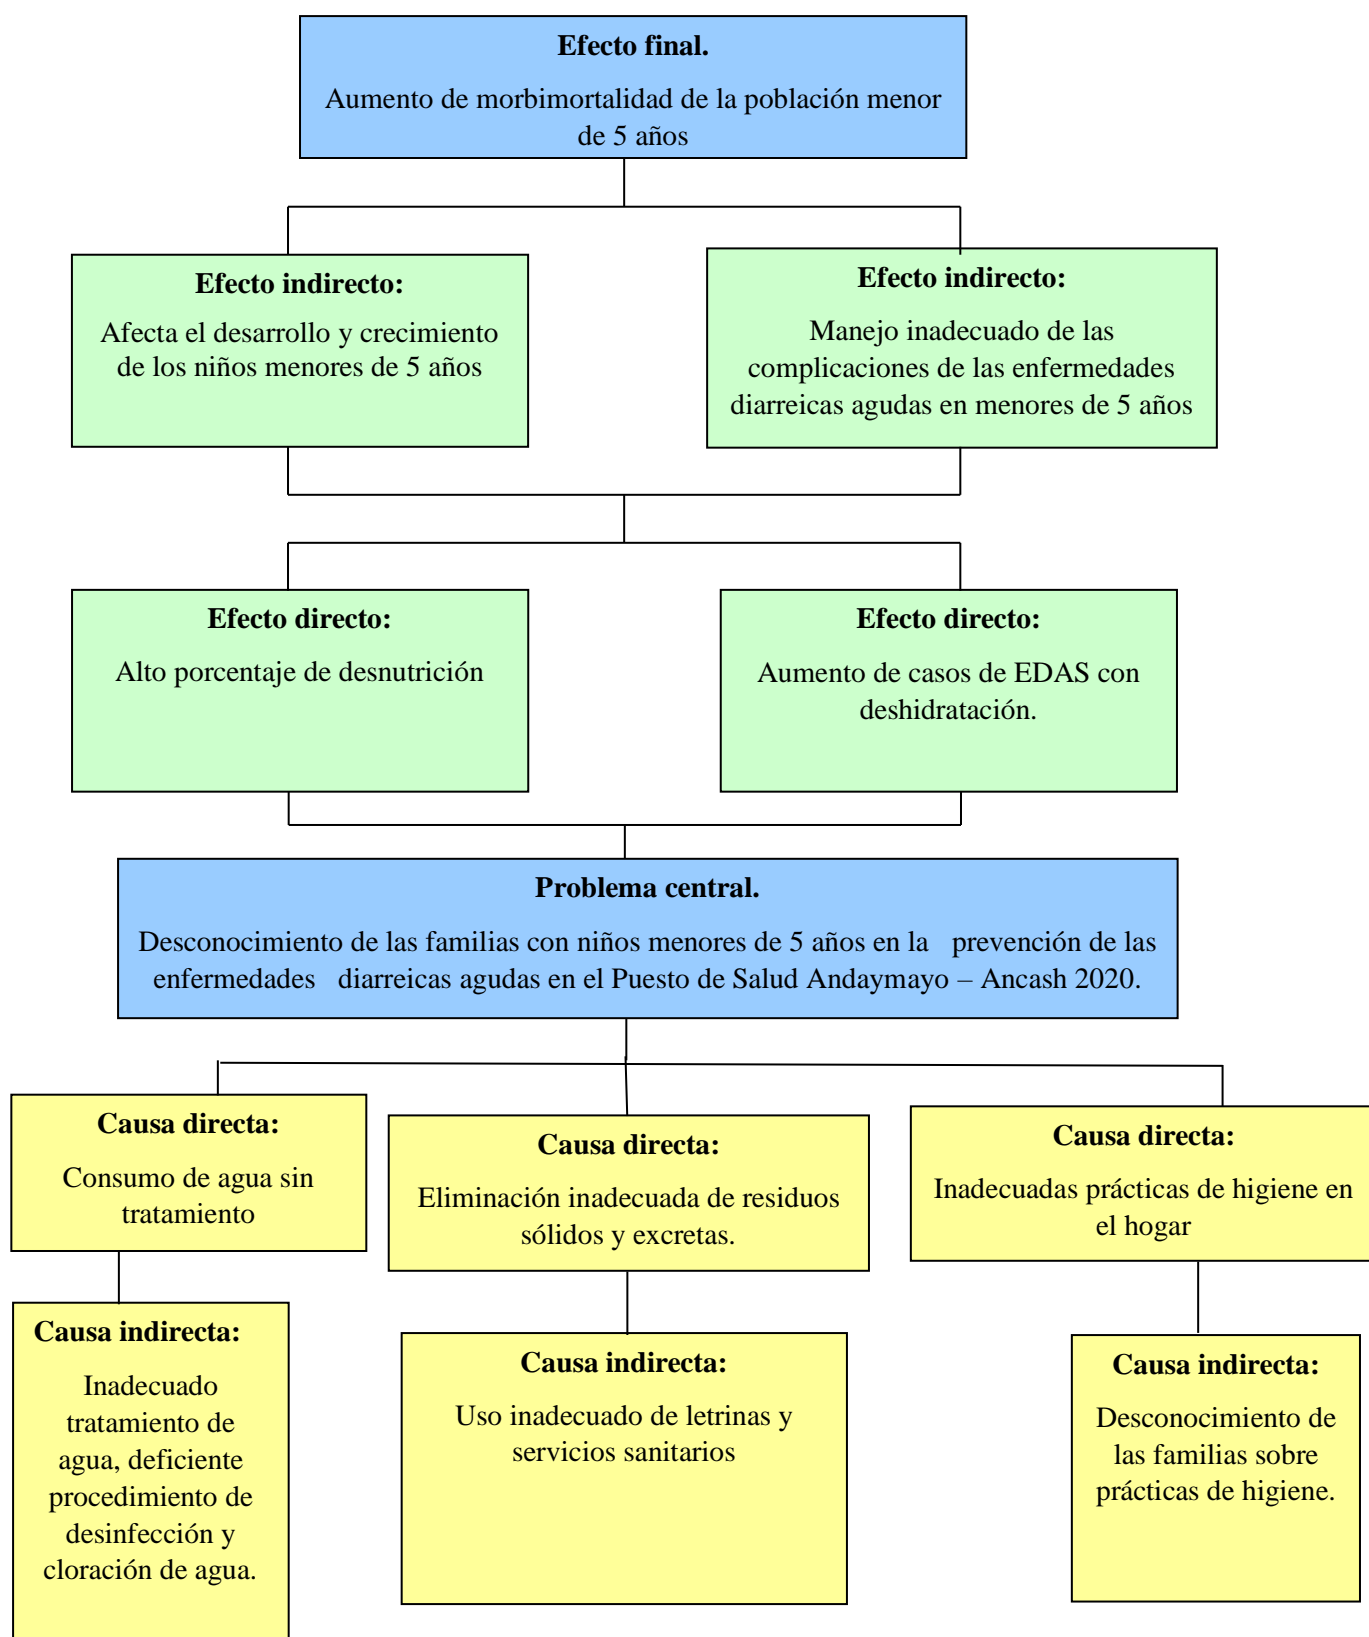 Efecto final.
Aumento de morbimortalidad de la población menor
de 5 años
Efecto indirecto:
Afecta el desarrollo y crecimiento
de los niños menores de 5 años
Efecto indirecto:
Manejo inadecuado de las
complicaciones de las enfermedades
diarreicas agudas en menores de 5 años
Efecto directo:
Alto porcentaje de desnutrición
Efecto directo:
Aumento de casos de EDAS con
deshidratación.
Problema central.
Desconocimiento de las familias con niños menores de 5 años en la prevención de las
enfermedades diarreicas agudas en el Puesto de Salud Andaymayo – Ancash 2020.
Causa directa:
Consumo de agua sin
tratamiento
Causa directa:
Eliminación inadecuada de residuos
sólidos y excretas.
Causa directa:
Inadecuadas prácticas de higiene en
el hogar
Causa indirecta:
Inadecuado
tratamiento de
agua, deficiente
procedimiento de
desinfección y
cloración de agua.
Causa indirecta:
Uso inadecuado de letrinas y
servicios sanitarios
Causa indirecta:
Desconocimiento de
las familias sobre
prácticas de higiene.